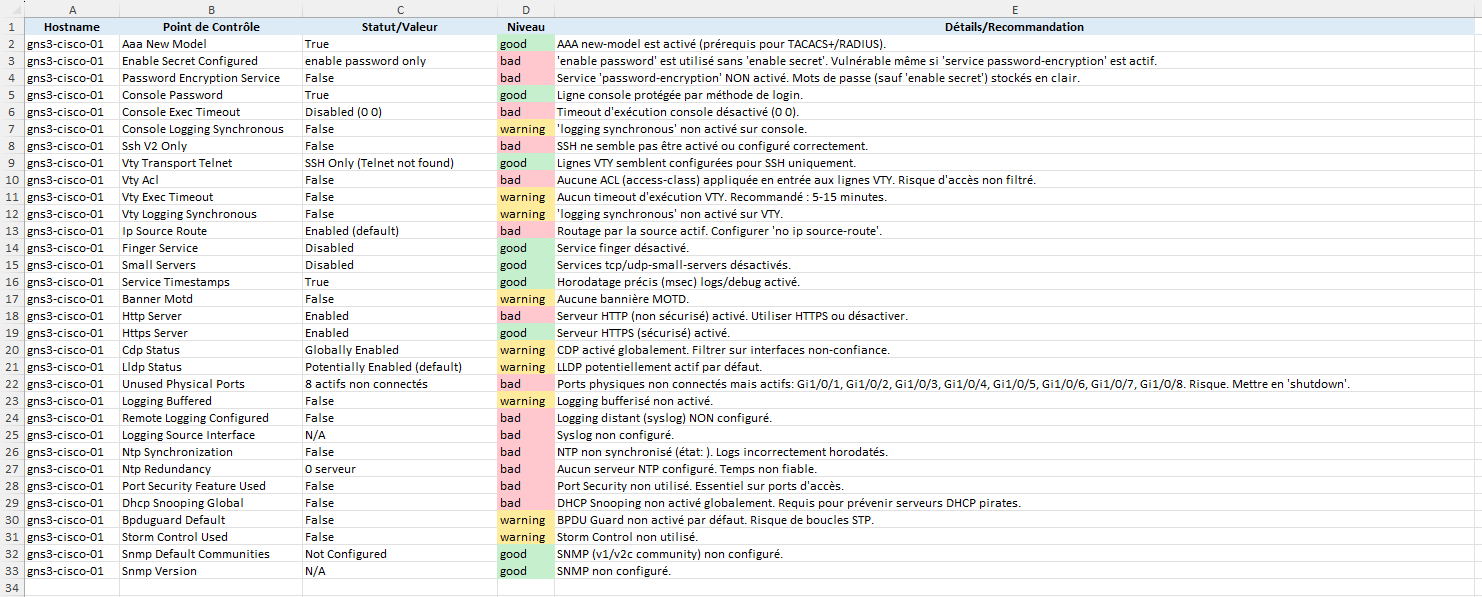 A B C D E
1 Hostname Point de Contrôle Statut/Valeur Niveau Détails/Recommandation
2 gns3-cisco-01 Aaa New Model True good AAA new-model est activé (prérequis pour TACACS+/RADIUS).
3 gns3-cisco-01 Enable Secret Configured enable password only bad 'enable password' est utilisé sans 'enable secret'. Vulnérable même si 'service password-encryption' est actif.
4 gns3-cisco-01 Password Encryption Service False bad Service 'password-encryption' NON activé. Mots de passe (sauf 'enable secret') stockés en clair.
5 gns3-cisco-01 Console Password True good Ligne console protégée par méthode de login.
6 gns3-cisco-01 Console Exec Timeout Disabled (0 0) bad Timeout d'exécution console désactivé (0 0).
7 gns3-cisco-01 Console Logging Synchronous False warning 'logging synchronous' non activé sur console.
8 gns3-cisco-01 Ssh V2 Only False bad SSH ne semble pas être activé ou configuré correctement.
9 gns3-cisco-01 Vty Transport Telnet SSH Only (Telnet not found) good Lignes VTY semblent configurées pour SSH uniquement.
10 gns3-cisco-01 Vty Acl False bad Aucune ACL (access-class) appliquée en entrée aux lignes VTY. Risque d'accès non filtré.
11 gns3-cisco-01 Vty Exec Timeout False warning Aucun timeout d'exécution VTY. Recommandé : 5-15 minutes.
12 gns3-cisco-01 Vty Logging Synchronous False warning 'logging synchronous' non activé sur VTY.
13 gns3-cisco-01 Ip Source Route Enabled (default) bad Routage par la source actif. Configurer 'no ip source-route'.
14 gns3-cisco-01 Finger Service Disabled good Service finger désactivé.
15 gns3-cisco-01 Small Servers Disabled good Services tcp/udp-small-servers désactivés.
16 gns3-cisco-01 Service Timestamps True good Horodatage précis (msec) logs/debug activé.
17 gns3-cisco-01 Banner Motd False warning Aucune bannière MOTD.
18 gns3-cisco-01 Http Server Enabled bad Serveur HTTP (non sécurisé) activé. Utiliser HTTPS ou désactiver.
19 gns3-cisco-01 Https Server Enabled good Serveur HTTPS (sécurisé) activé.
20 gns3-cisco-01 Cdp Status Globally Enabled warning CDP activé globalement. Filtrer sur interfaces non-confiance.
21 gns3-cisco-01 Lldp Status Potentially Enabled (default) warning LLDP potentiellement actif par défaut.
22 gns3-cisco-01 Unused Physical Ports 8 actifs non connectés bad Ports physiques non connectés mais actifs: Gi1/0/1, Gi1/0/2, Gi1/0/3, Gi1/0/4, Gi1/0/5, Gi1/0/6, Gi1/0/7, Gi1/0/8. Risque. Mettre en 'shutdown'.
23 gns3-cisco-01 Logging Buffered False warning Logging bufferisé non activé.
24 gns3-cisco-01 Remote Logging Configured False bad Logging distant (syslog) NON configuré.
25 gns3-cisco-01 Logging Source Interface N/A bad Syslog non configuré.
26 gns3-cisco-01 Ntp Synchronization False bad NTP non synchronisé (état: ). Logs incorrectement horodatés.
27 gns3-cisco-01 Ntp Redundancy 0 serveur bad Aucun serveur NTP configuré. Temps non fiable.
28 gns3-cisco-01 Port Security Feature Used False bad Port Security non utilisé. Essentiel sur ports d'accès.
29 gns3-cisco-01 Dhcp Snooping Global False bad DHCP Snooping non activé globalement. Requis pour prévenir serveurs DHCP pirates.
30 gns3-cisco-01 Bpduguard Default False warning BPDU Guard non activé par défaut. Risque de boucles STP.
31 gns3-cisco-01 Storm Control Used False warning Storm Control non utilisé.
32 gns3-cisco-01 Snmp Default Communities Not Configured good SNMP (v1/v2c community) non configuré.
33 gns3-cisco-01 Snmp Version N/A good SNMP non configuré.
34